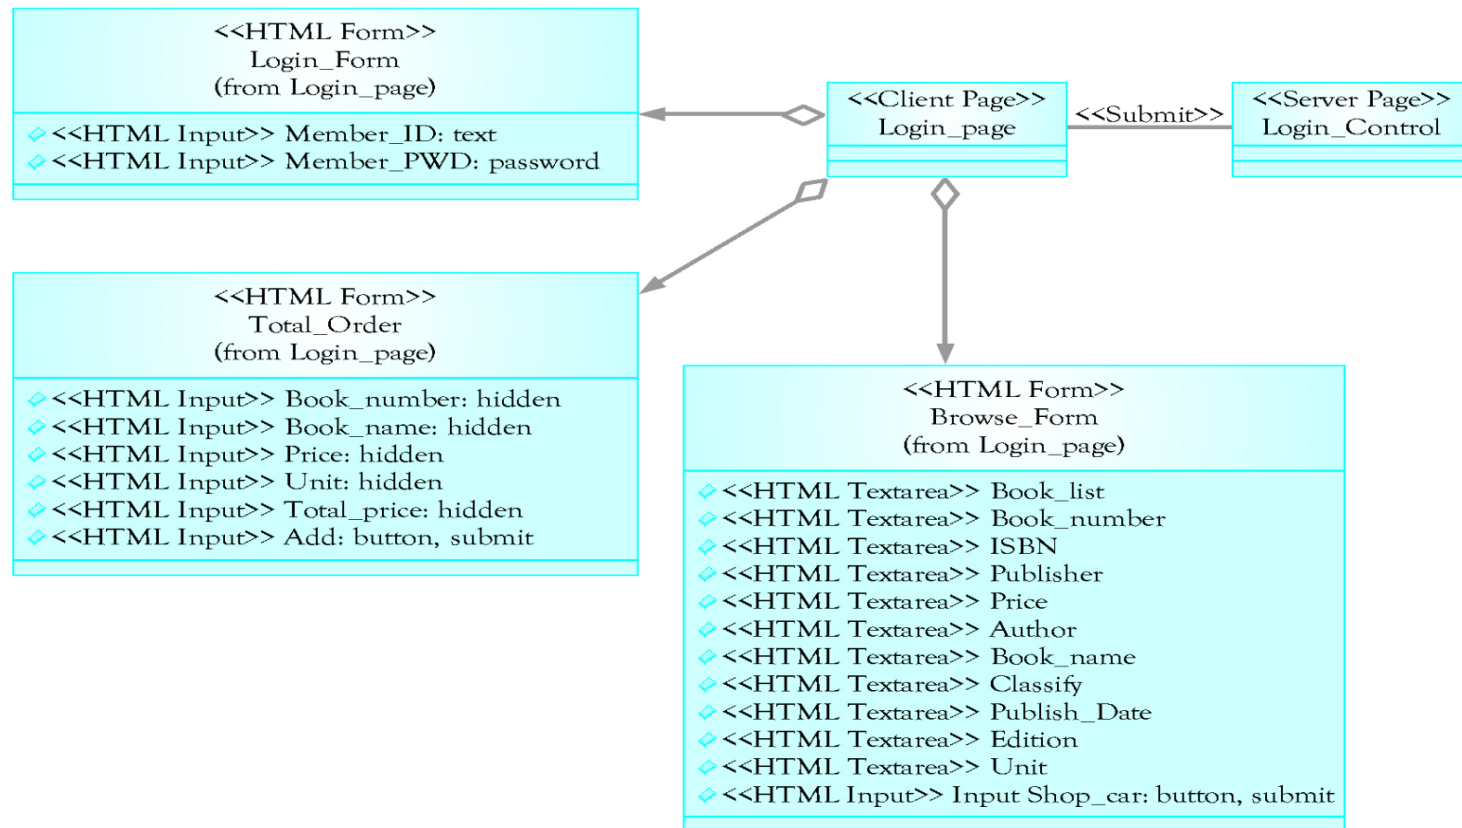 <<HTML Form>>
Login_Form
(from Login_page)
<<HTML Input>> Member_ID: text
<<HTML Input>> Member_PWD: password
<<Client Page>>
Login_page
<<Submit>>
<<Server Page>>
Login_Control
<<HTML Form>>
Total_Order
(from Login_page)
<<HTML Input>> Book_number: hidden
<<HTML Input>> Book_name: hidden
<<HTML Input>> Price: hidden
<<HTML Input>> Unit: hidden
<<HTML Input>> Total_price: hidden
<<HTML Input>> Add: button, submit
<<HTML Form>>
Browse_Form
(from Login_page)
<<HTML Textarea>> Book_list
<<HTML Textarea>> Book_number
<<HTML Textarea>> ISBN
<<HTML Textarea>> Publisher
<<HTML Textarea>> Price
<<HTML Textarea>> Author
<<HTML Textarea>> Book_name
<<HTML Textarea>> Classify
<<HTML Textarea>> Publish_Date
<<HTML Textarea>> Edition
<<HTML Textarea>> Unit
<<HTML Input>> Input Shop_car: button, submit